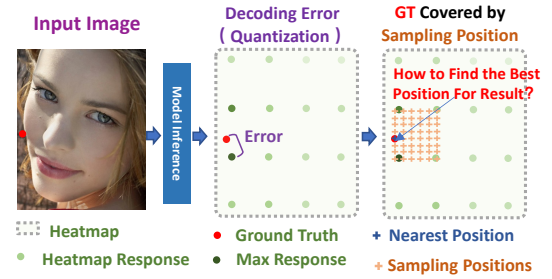 Input Image
Decoding Error
( Quantization )
GT Covered by
Sampling Position
How to Find the Best
Position For Result?
Model Inference
Error
Heatmap
Heatmap Response
Ground Truth
Max Response
Nearest Position
Sampling Positions